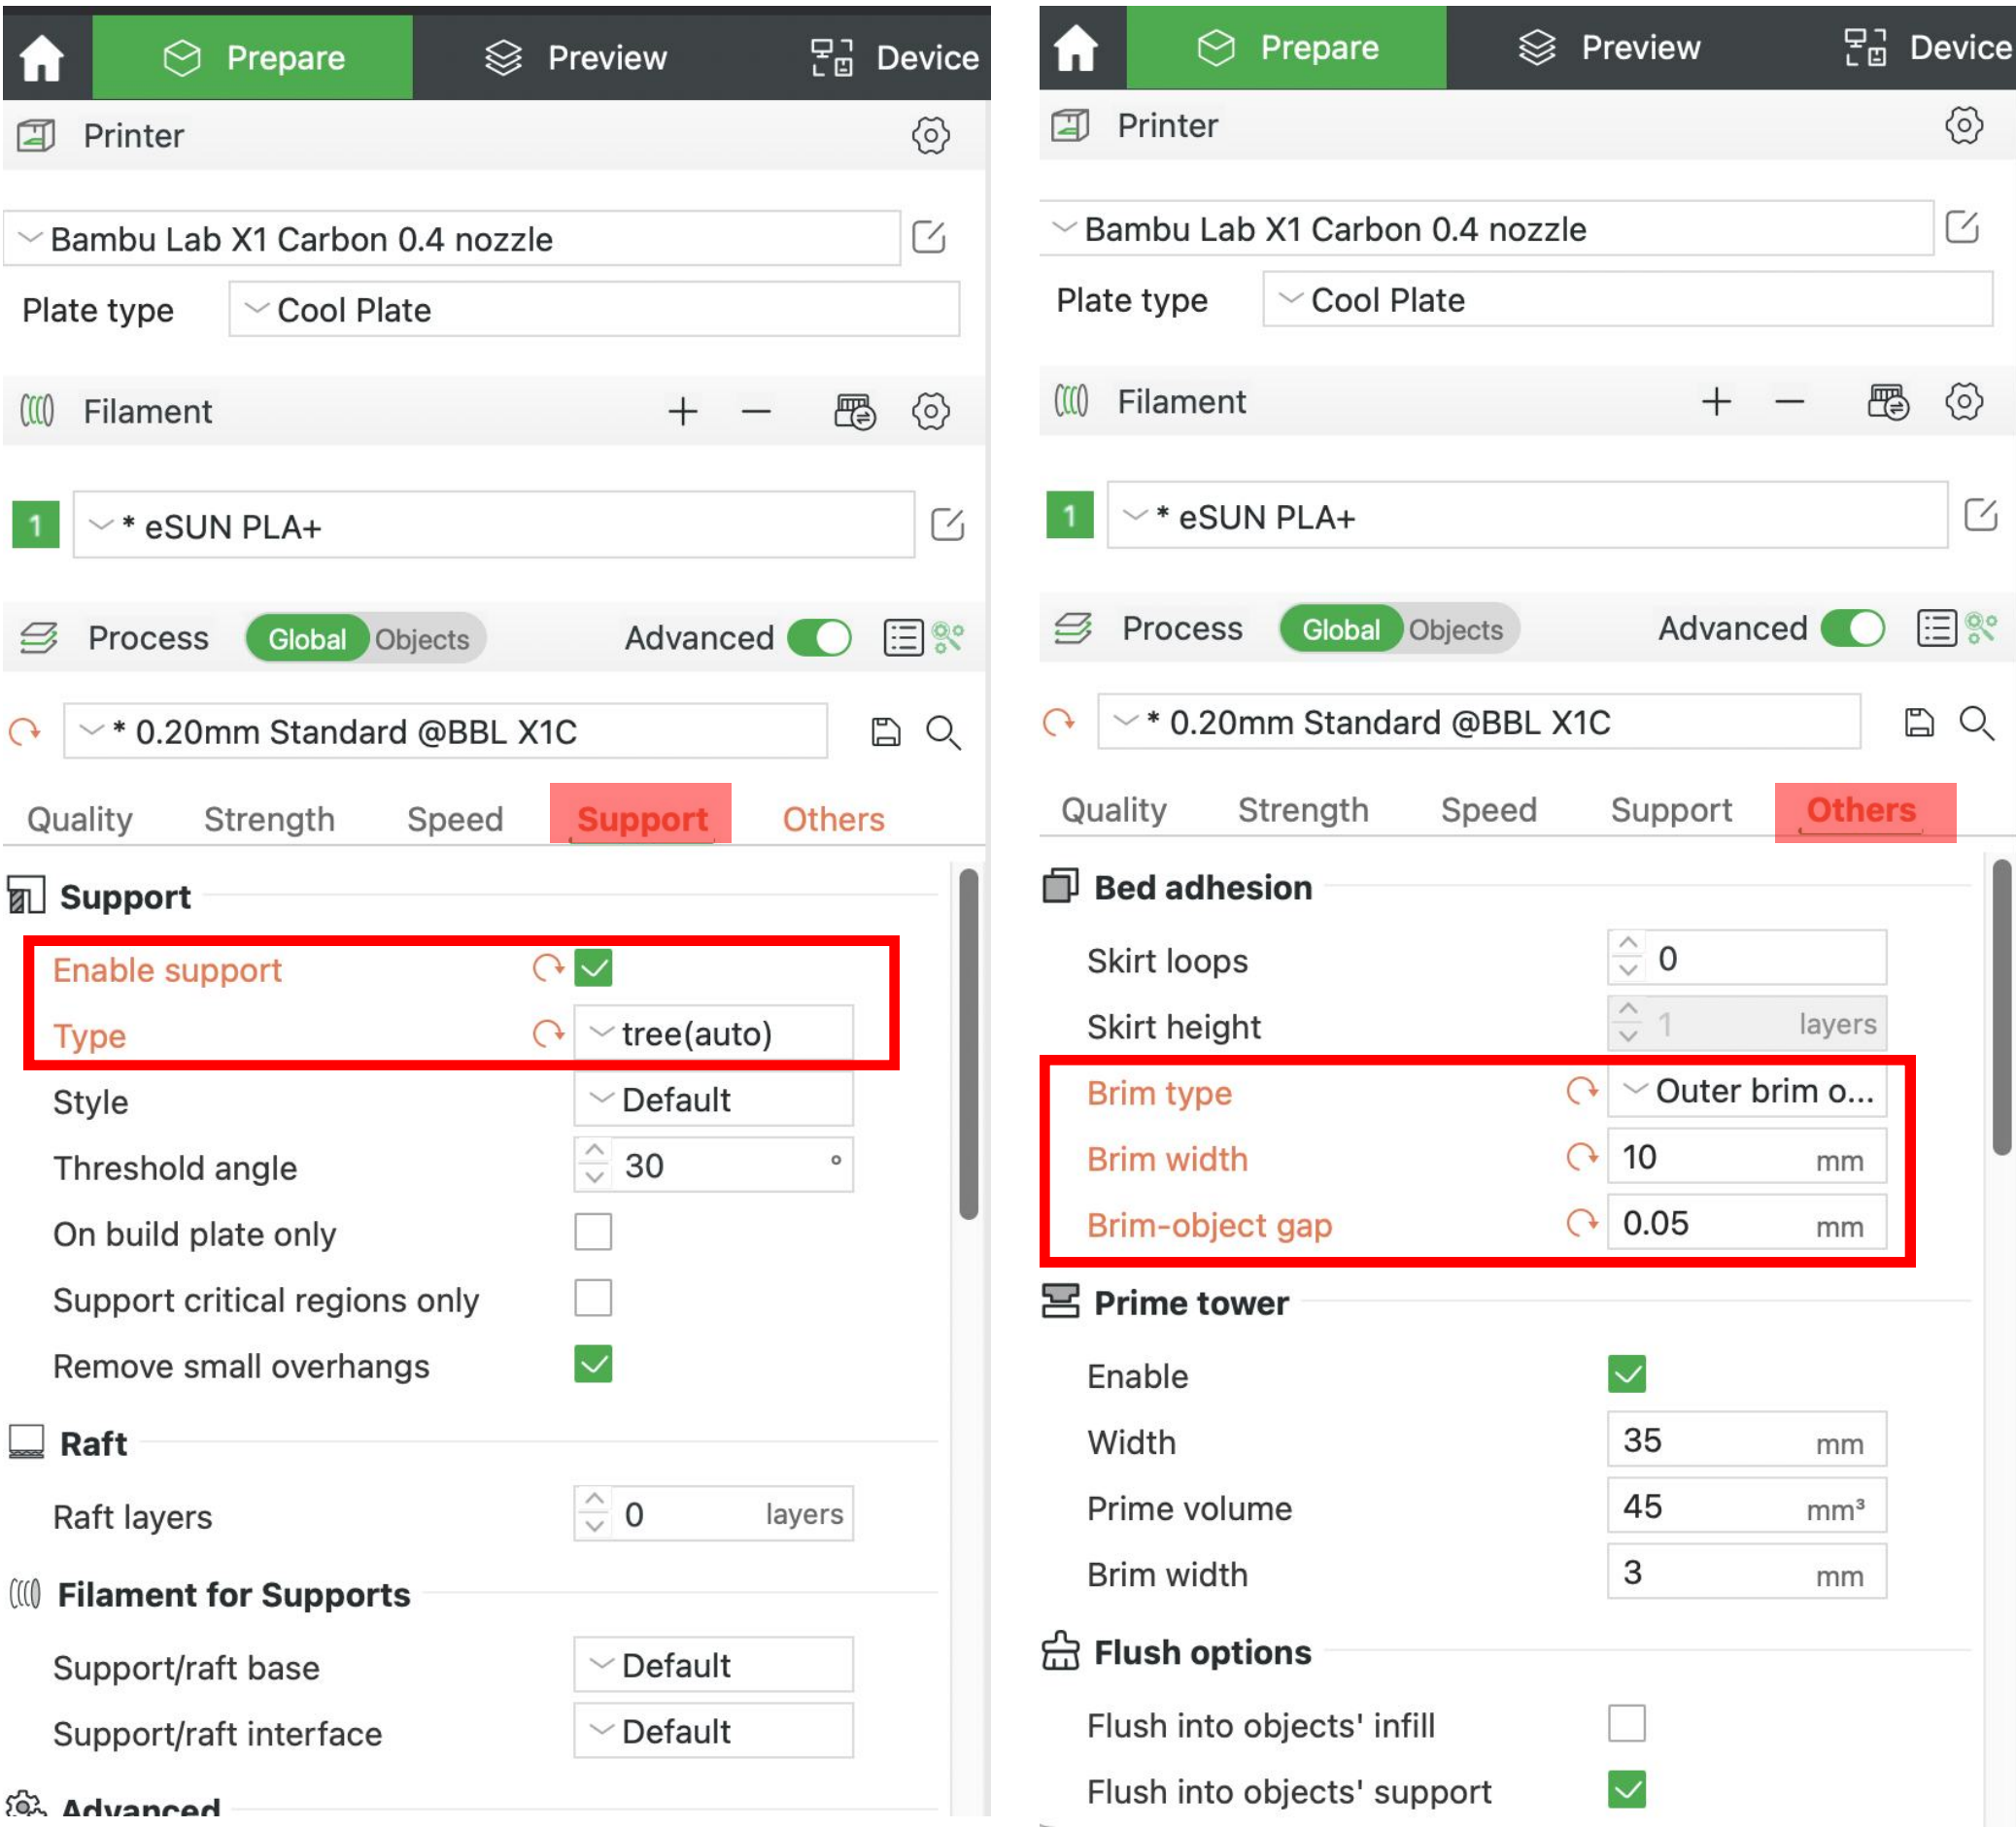 Prepare Preview Device
Printer
Bambu Lab X1 Carbon 0.4 nozzle
Plate type Cool Plate
Filament
1 * eSUN PLA+
Process Global Objects Advanced
* 0.20mm Standard @BBL X1C
Quality Strength Speed Support Others
Support
Enable support
Type tree(auto)
Style Default
Threshold angle 30 °
On build plate only
Support critical regions only
Remove small overhangs
Raft
Raft layers 0 layers
Filament for Supports
Support/raft base Default
Support/raft interface Default
Advanced
Prepare Preview Device
Printer
Bambu Lab X1 Carbon 0.4 nozzle
Plate type Cool Plate
Filament
1 * eSUN PLA+
Process Global Objects Advanced
* 0.20mm Standard @BBL X1C
Quality Strength Speed Support Others
Bed adhesion
Skirt loops 0
Skirt height 1 layers
Brim type Outer brim o...
Brim width 10 mm
Brim-object gap 0.05 mm
Prime tower
Enable
Width 35 mm
Prime volume 45 mm³
Brim width 3 mm
Flush options
Flush into objects' infill
Flush into objects' support